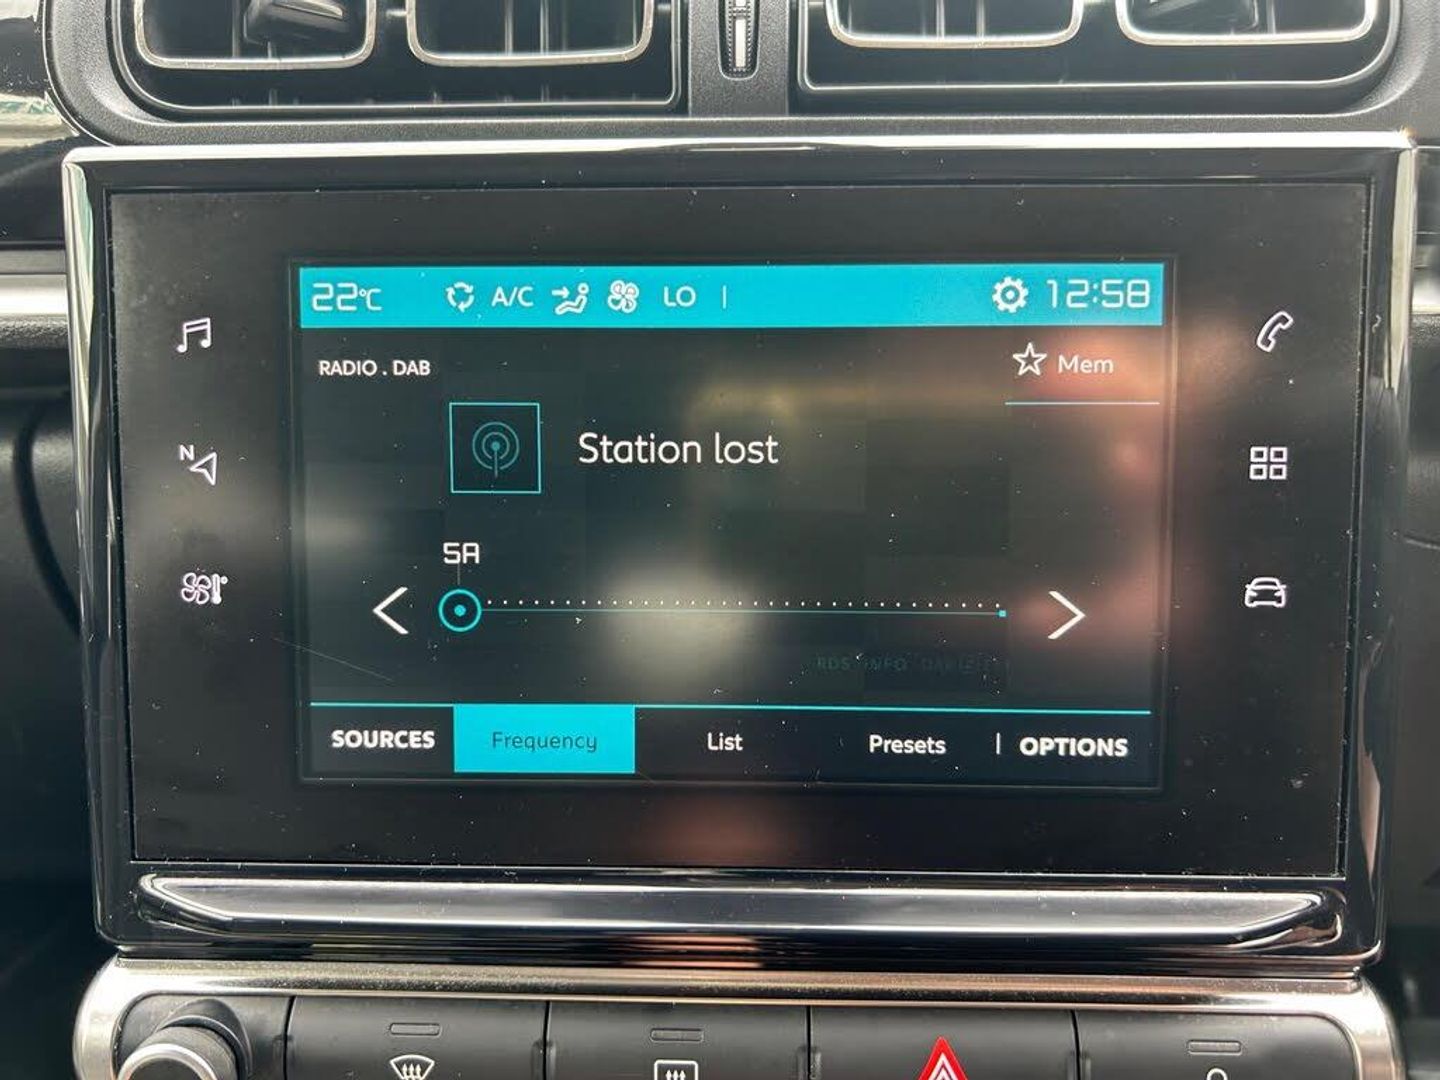 22°C A/C LO 12:58
RADIO . DAB
Mem
Station lost
5A
N
SOURCES Frequency List Presets OPTIONS